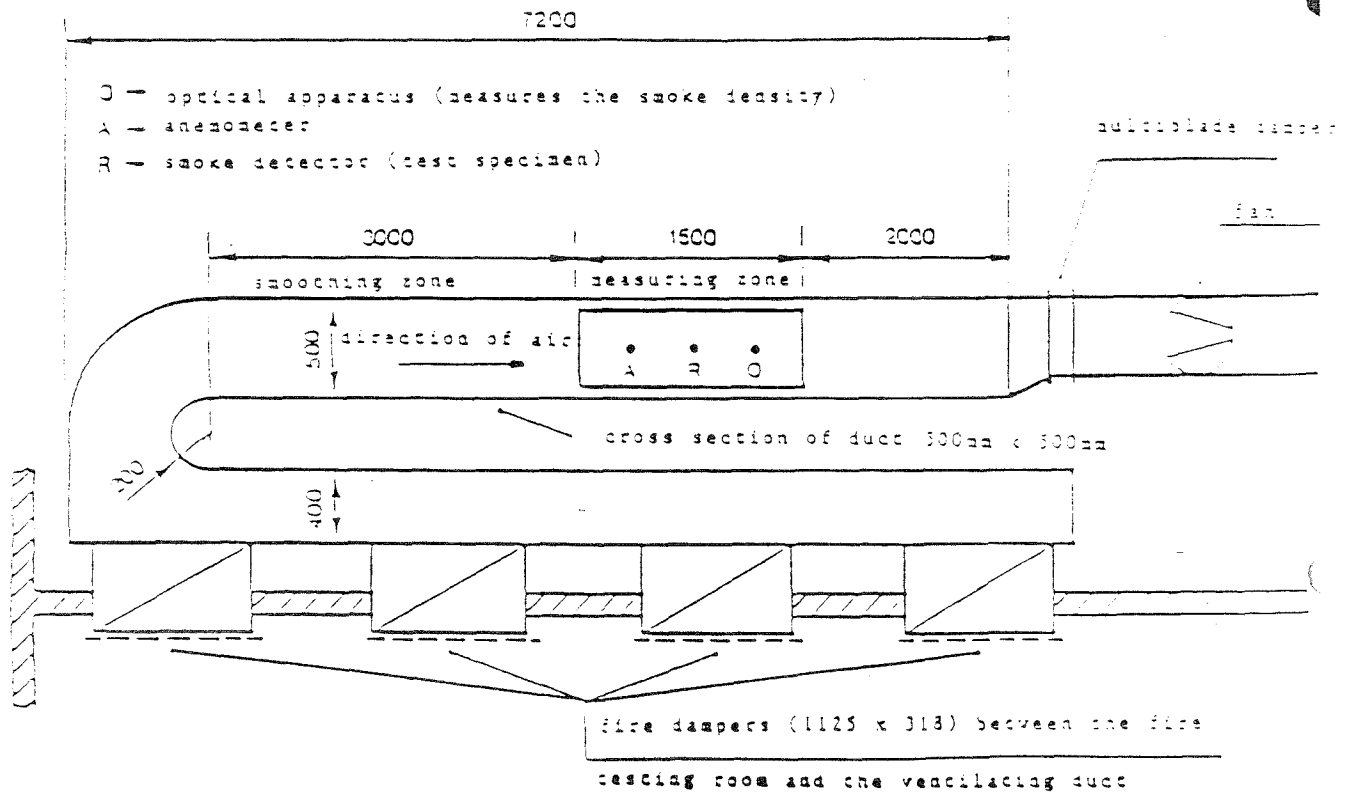 7200
O — optical apparatus (measures the smoke density)
A — anemometer
R — smoke detector (test specimen)
multiblade damper
fan
3000
1500
2000
smoothing zone
measuring zone
500
direction of air
A R O
cross section of duct
400
fire dampers (1125 x 318) between the fire
testing room and the ventilating duct